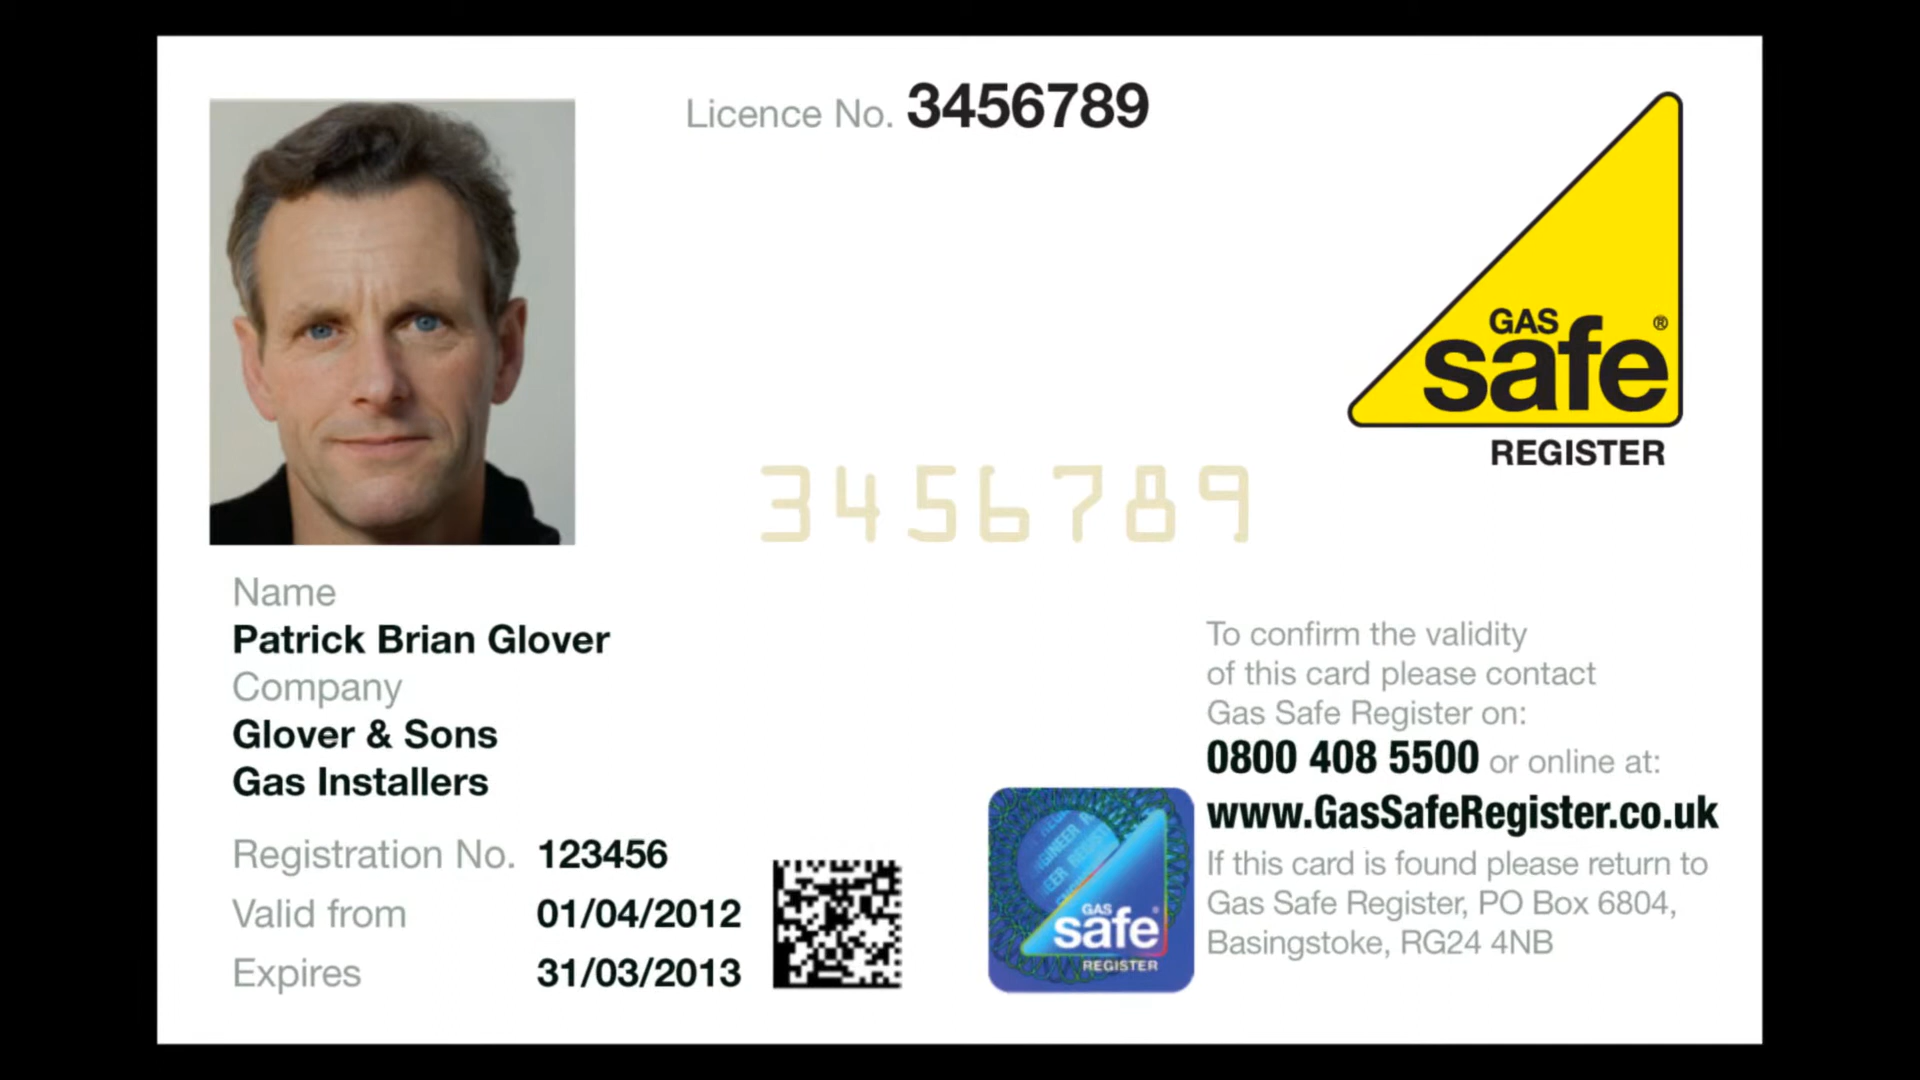 Licence No. 3456789
GAS
safe®
REGISTER
3456789
Name
Patrick Brian Glover
Company
Glover & Sons
Gas Installers
Registration No. 123456
Valid from 01/04/2012
Expires 31/03/2013
To confirm the validity
of this card please contact
Gas Safe Register on:
0800 408 5500 or online at:
www.GasSafeRegister.co.uk
If this card is found please return to
Gas Safe Register, PO Box 6804,
Basingstoke, RG24 4NB
GAS
safe
REGISTER